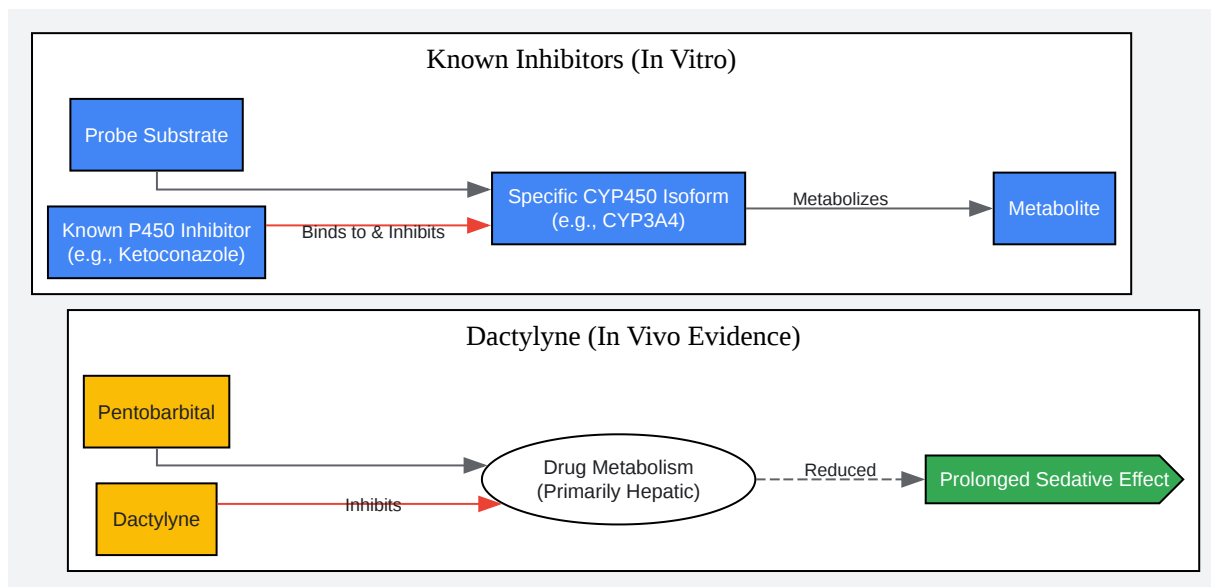 Known Inhibitors (In Vitro)
Probe Substrate
Known P450 Inhibitor
(e.g., Ketoconazole)
Binds to & Inhibits
Specific CYP450 Isoform
(e.g., CYP3A4)
Metabolizes
Metabolite
Dactylyne (In Vivo Evidence)
Pentobarbital
Dactylyne
Inhibits
Drug Metabolism
(Primarily Hepatic)
Reduced
Prolonged Sedative Effect